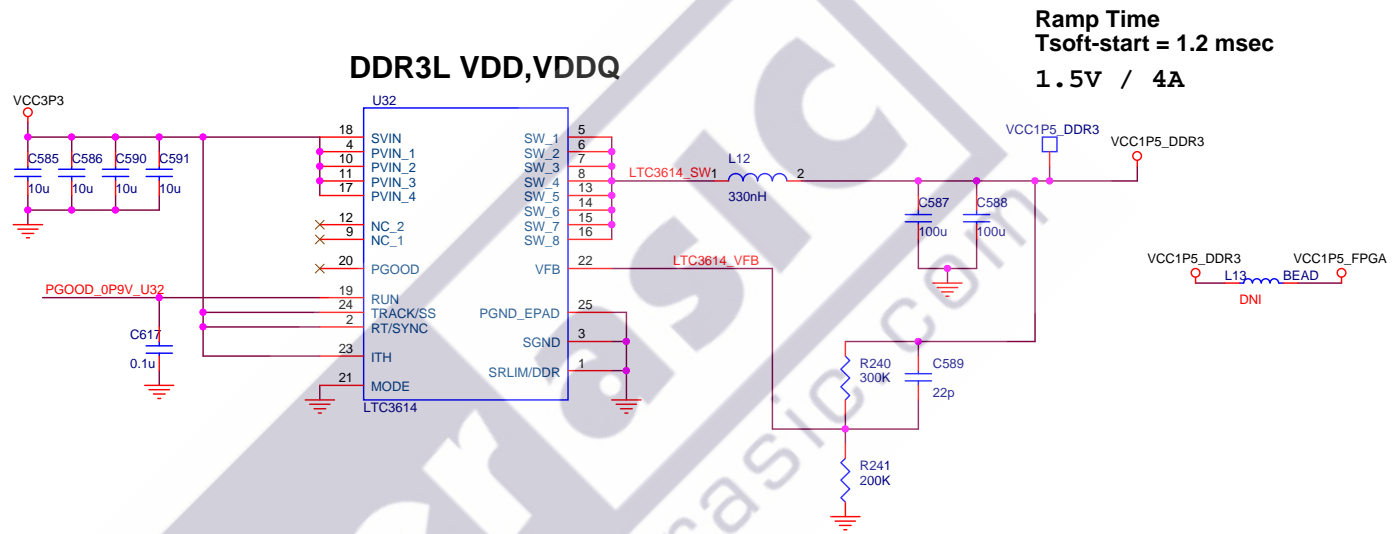 Ramp Time
Tsoft-start = 1.2 msec
1.5V / 4A
DDR3L VDD,VDDQ
VCC3P3
C585
10u
C586
10u
C590
10u
C591
10u
PGOOD_0P9V_U32
C617
0.1u
U32
18 SVIN
4 PVIN_1
10 PVIN_2
11 PVIN_3
17 PVIN_4
12 NC_2
9 NC_1
20 PGOOD
19 RUN
24 TRACK/SS
2 RT/SYNC
23 ITH
21 MODE
SW_1 5
SW_2 6
SW_3 7
SW_4 8
SW_5 13
SW_6 14
SW_7 15
SW_8 16
VFB 22
PGND_EPAD 25
SGND 3
SRLIM/DDR 1
LTC3614
LTC3614_SW
1 L12 2
330nH
LTC3614_VFB
VCC1P5_DDR3
VCC1P5_DDR3
C587
100u
C588
100u
R240
300K
C589
22p
R241
200K
VCC1P5_DDR3
VCC1P5_FPGA
L13 BEAD
DNI
asic
rasic.com